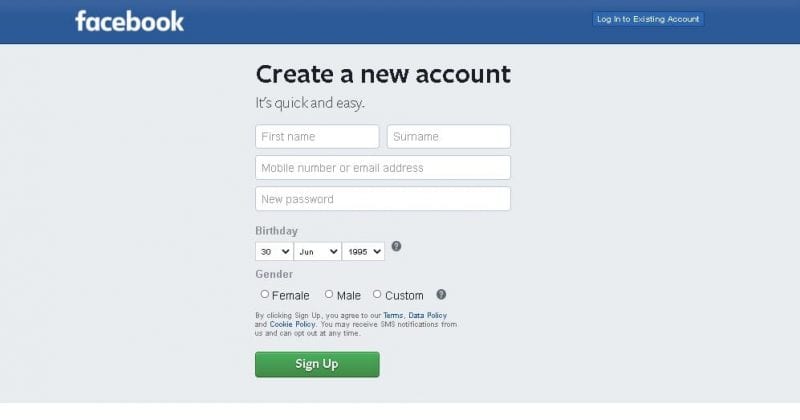 facebook
Log In to Existing Account
Create a new account
It's quick and easy.
First name Surname
Mobile number or email address
New password
Birthday
30 Jun 1995 ?
Gender
Female Male Custom ?
By clicking Sign Up, you agree to our Terms, Data Policy
and Cookie Policy. You may receive SMS notifications from
us and can opt out at any time.
Sign Up